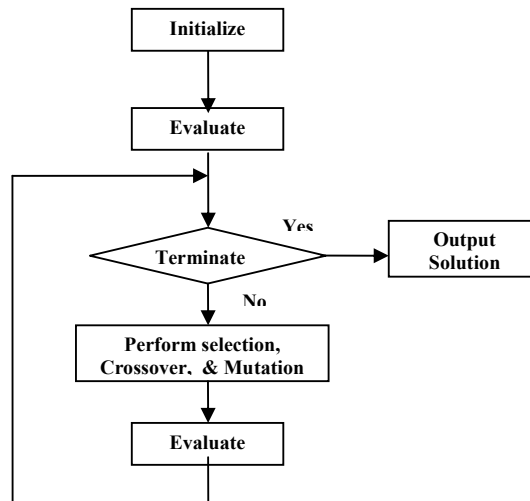 Initialize
Evaluate
Yes
Terminate
Output
Solution
No
Perform selection,
Crossover, & Mutation
Evaluate